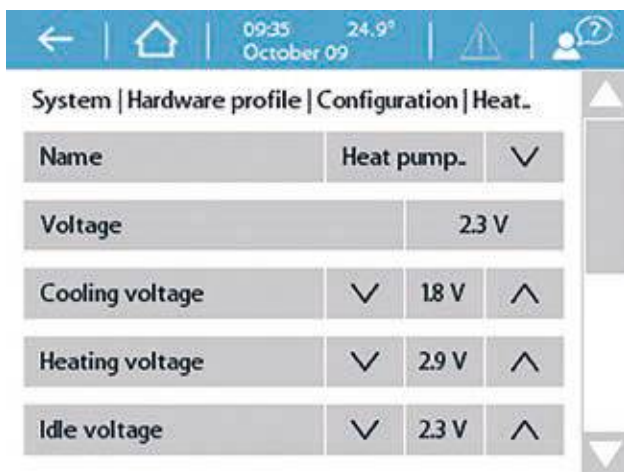 09:35 24.9°
October 09
?
System | Hardware profile | Configuration | Heat..
Name Heat pump..
Voltage 2.3 V
Cooling voltage 1.8 V
Heating voltage 2.9 V
Idle voltage 2.3 V